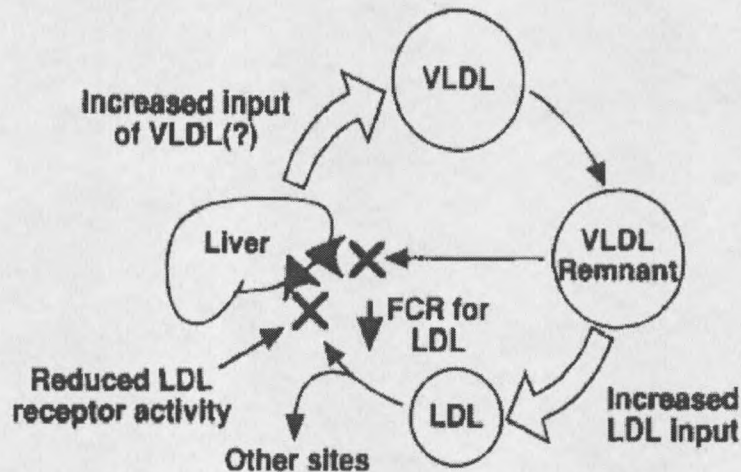 Increased input
of VLDL(?)
VLDL
Liver
VLDL
Remnant
FCR for
LDL
Reduced LDL
receptor activity
LDL
Increased
LDL Input
Other sites